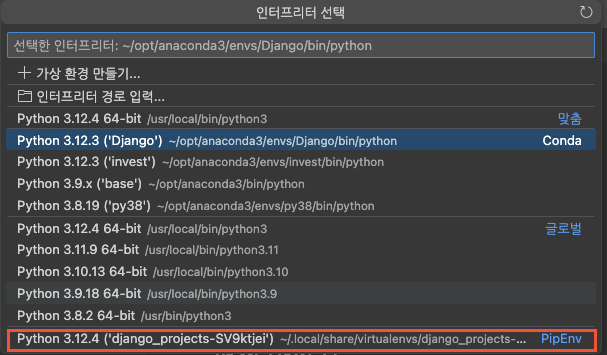 인터프리터 선택
선택한 인터프리터: ~/opt/anaconda3/envs/Django/bin/python
+ 가상 환경 만들기...
인터프리터 경로 입력...
Python 3.12.4 64-bit /usr/local/bin/python3 맞춤
Python 3.12.3 ('Django') ~/opt/anaconda3/envs/Django/bin/python Conda
Python 3.12.3 ('invest') ~/opt/anaconda3/envs/invest/bin/python
Python 3.9.x ('base') ~/opt/anaconda3/bin/python
Python 3.8.19 ('py38') ~/opt/anaconda3/envs/py38/bin/python
Python 3.12.4 64-bit /usr/local/bin/python3 글로벌
Python 3.11.9 64-bit /usr/local/bin/python3.11
Python 3.10.13 64-bit /usr/local/bin/python3.10
Python 3.9.18 64-bit /usr/local/bin/python3.9
Python 3.8.2 64-bit /usr/bin/python3
Python 3.12.4 ('django_projects-SV9ktjei') ~/.local/share/virtualenvs/django_projects-... PipEnv